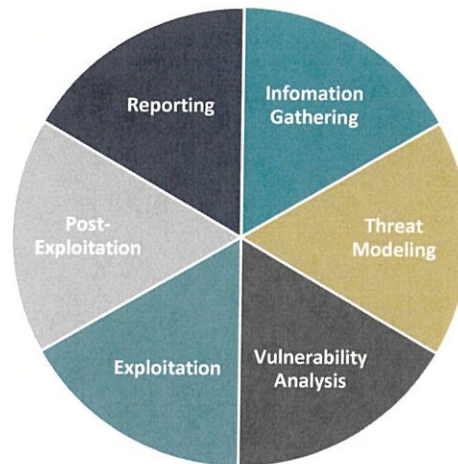 Reporting
Infomation
Gathering
Threat
Modeling
Vulnerability
Analysis
Exploitation
Post-
Exploitation